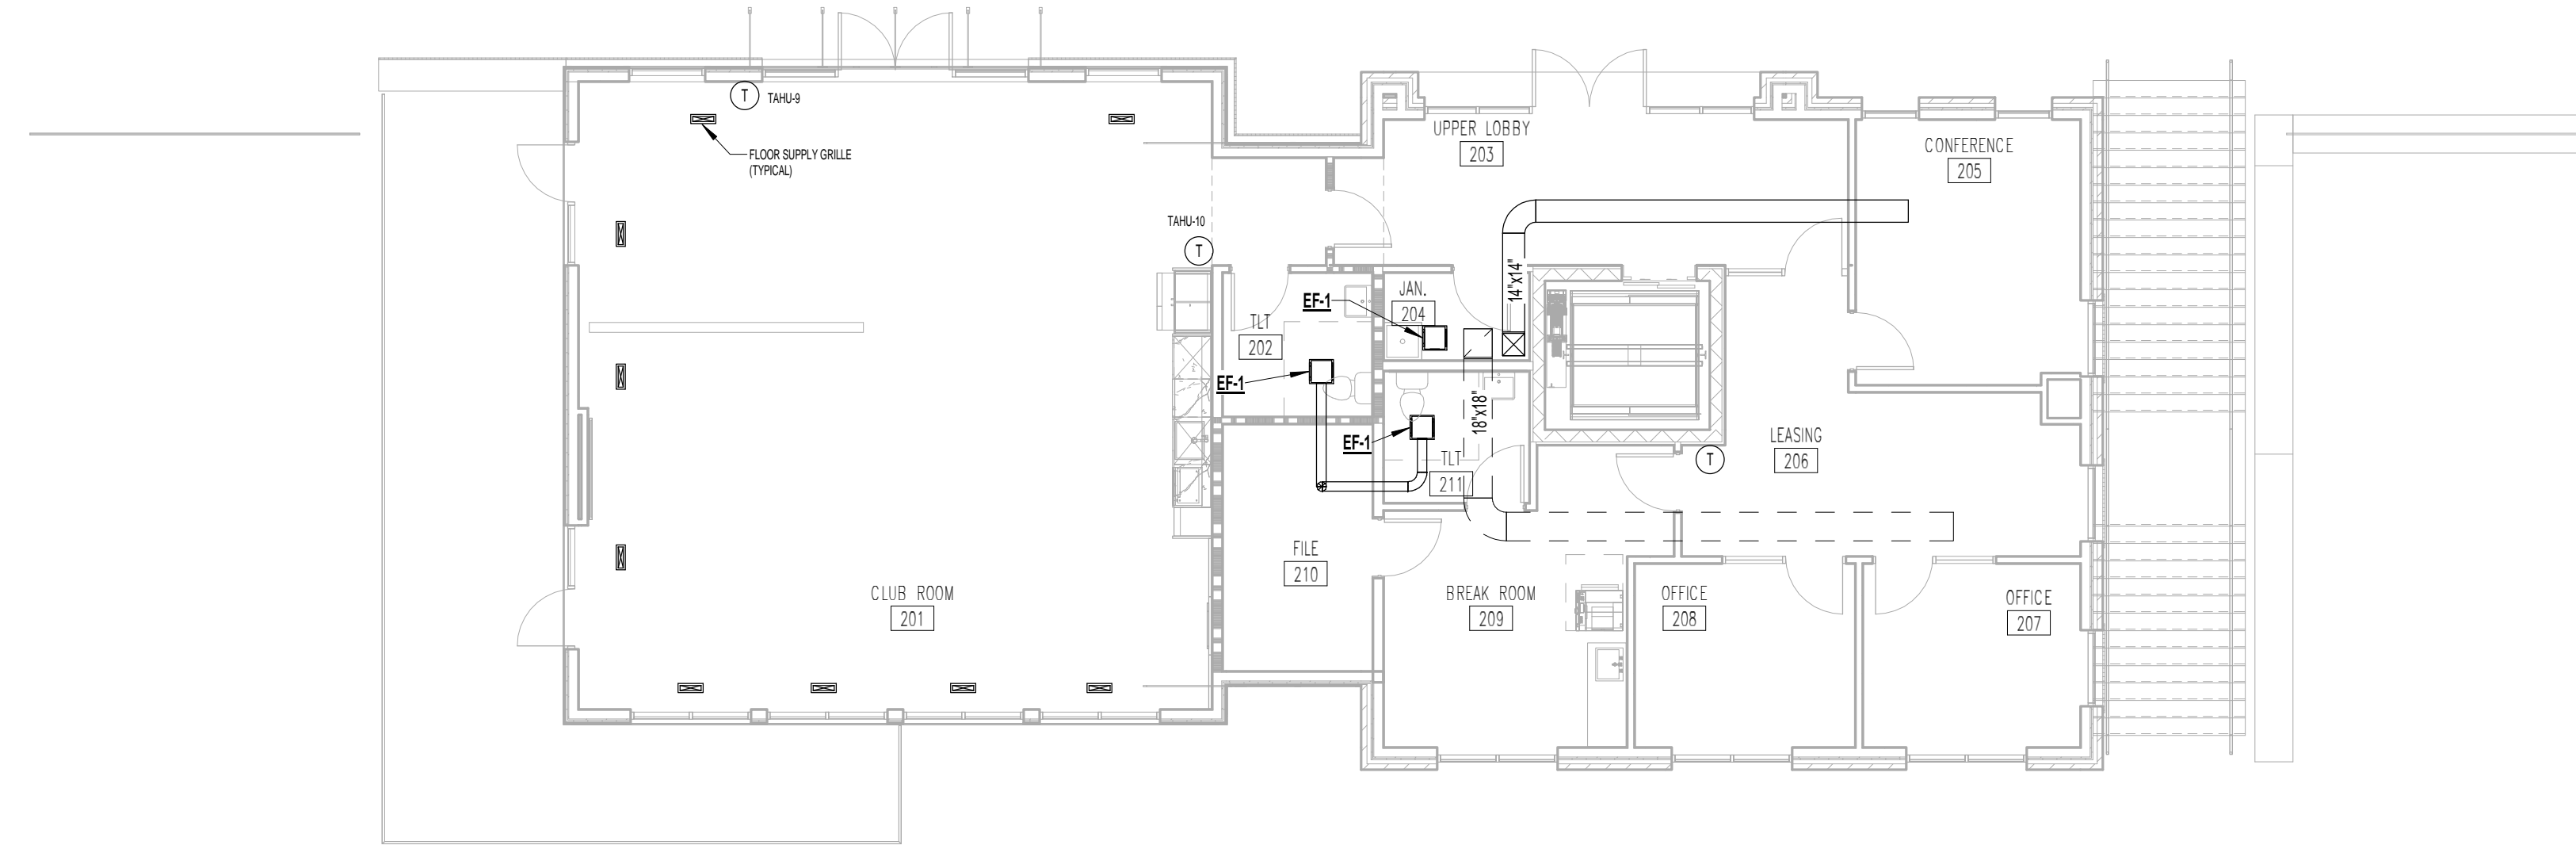 T
TAHU-9
FLOOR SUPPLY GRILLE
(TYPICAL)
UPPER LOBBY
203
CONFERENCE
205
TAHU-10
T
14"x14"
JAN.
204
EF-1
TLT
202
EF-1
18"x18"
EF-1
TLT
211
T
LEASING
206
FILE
210
CLUB ROOM
201
BREAK ROOM
209
OFFICE
208
OFFICE
207